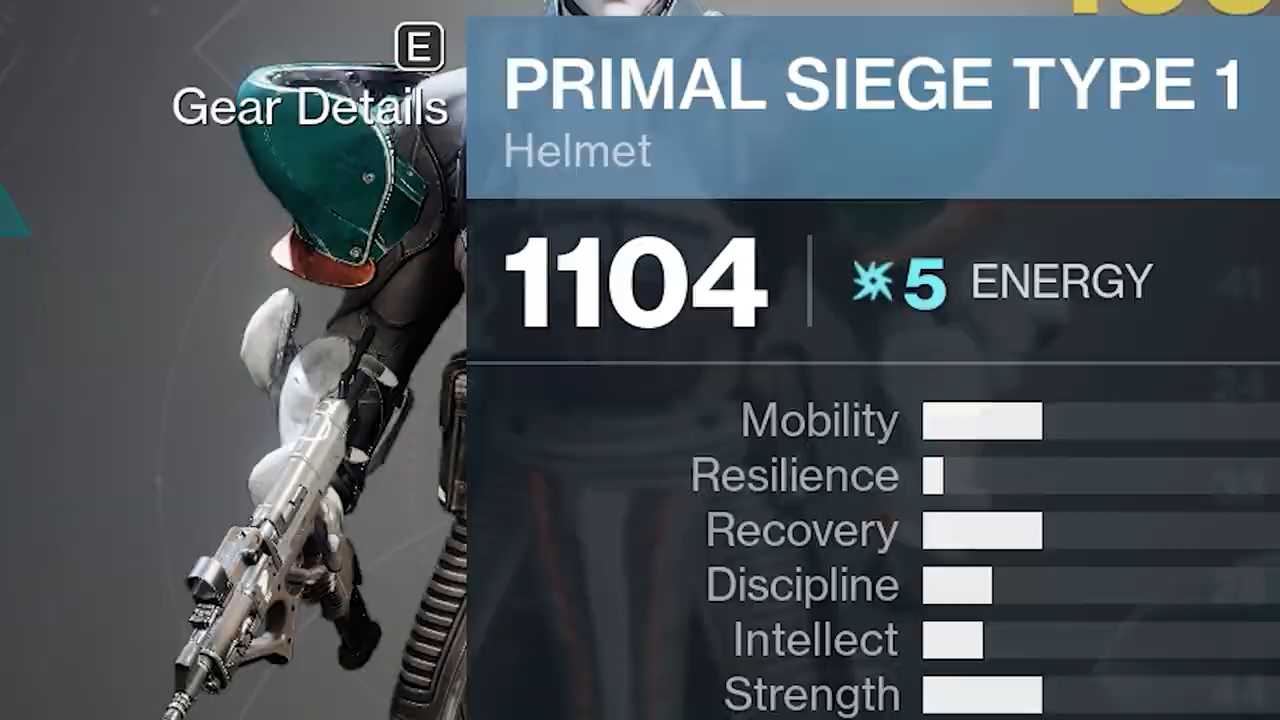 E
Gear Details
PRIMAL SIEGE TYPE 1
Helmet
1104
5 ENERGY
Mobility
Resilience
Recovery
Discipline
Intellect
Strength